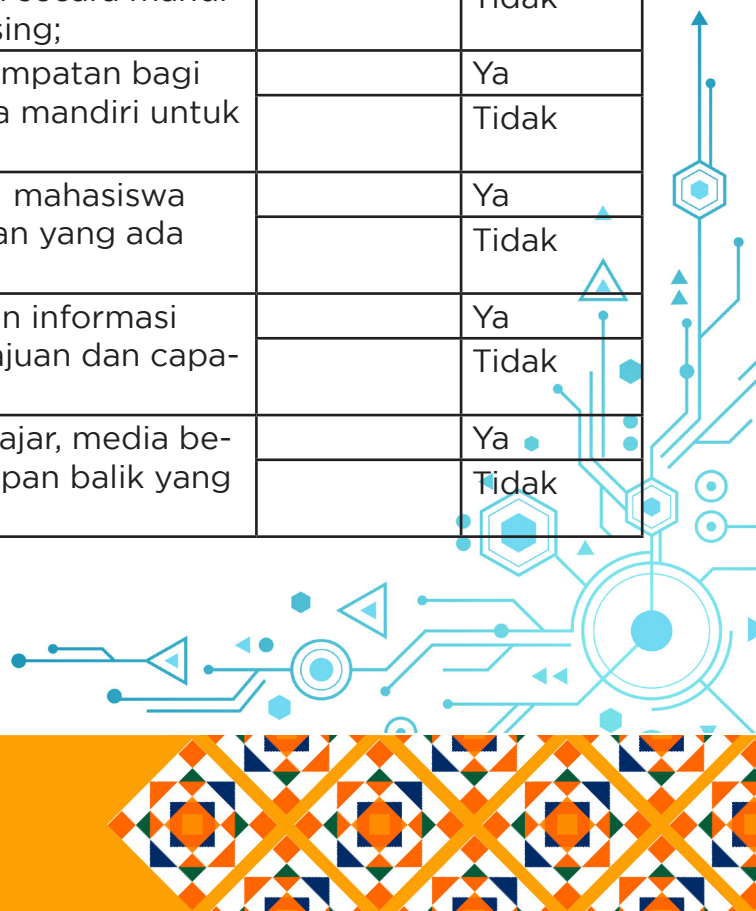 sing;
Tidak
mpatan bagi
a mandiri untuk
Ya
Tidak
mahasiswa
an yang ada
Ya
Tidak
n informasi
ajuan dan capa-
Ya
Tidak
ajar, media be-
pan balik yang
Ya
Tidak